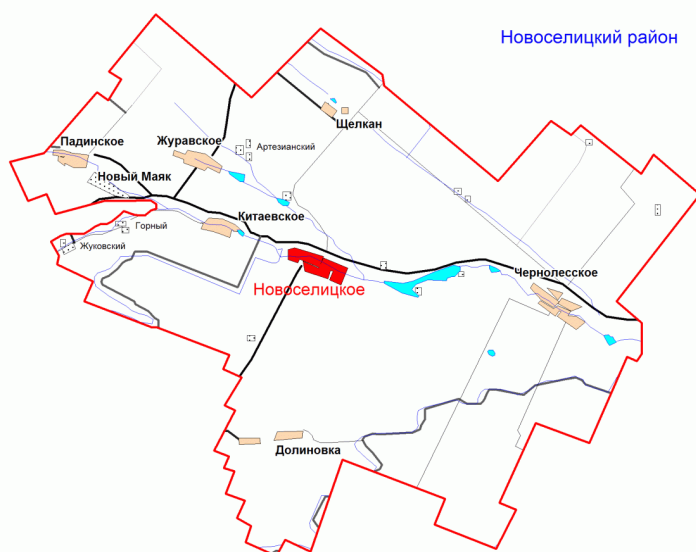 Новоселицкий район
Щелкан
Падинское
Журавское
Артезианский
Новый Маяк
Китаевское
Горный
Жуковский
Чернолесское
Новоселицкое
Долиновка